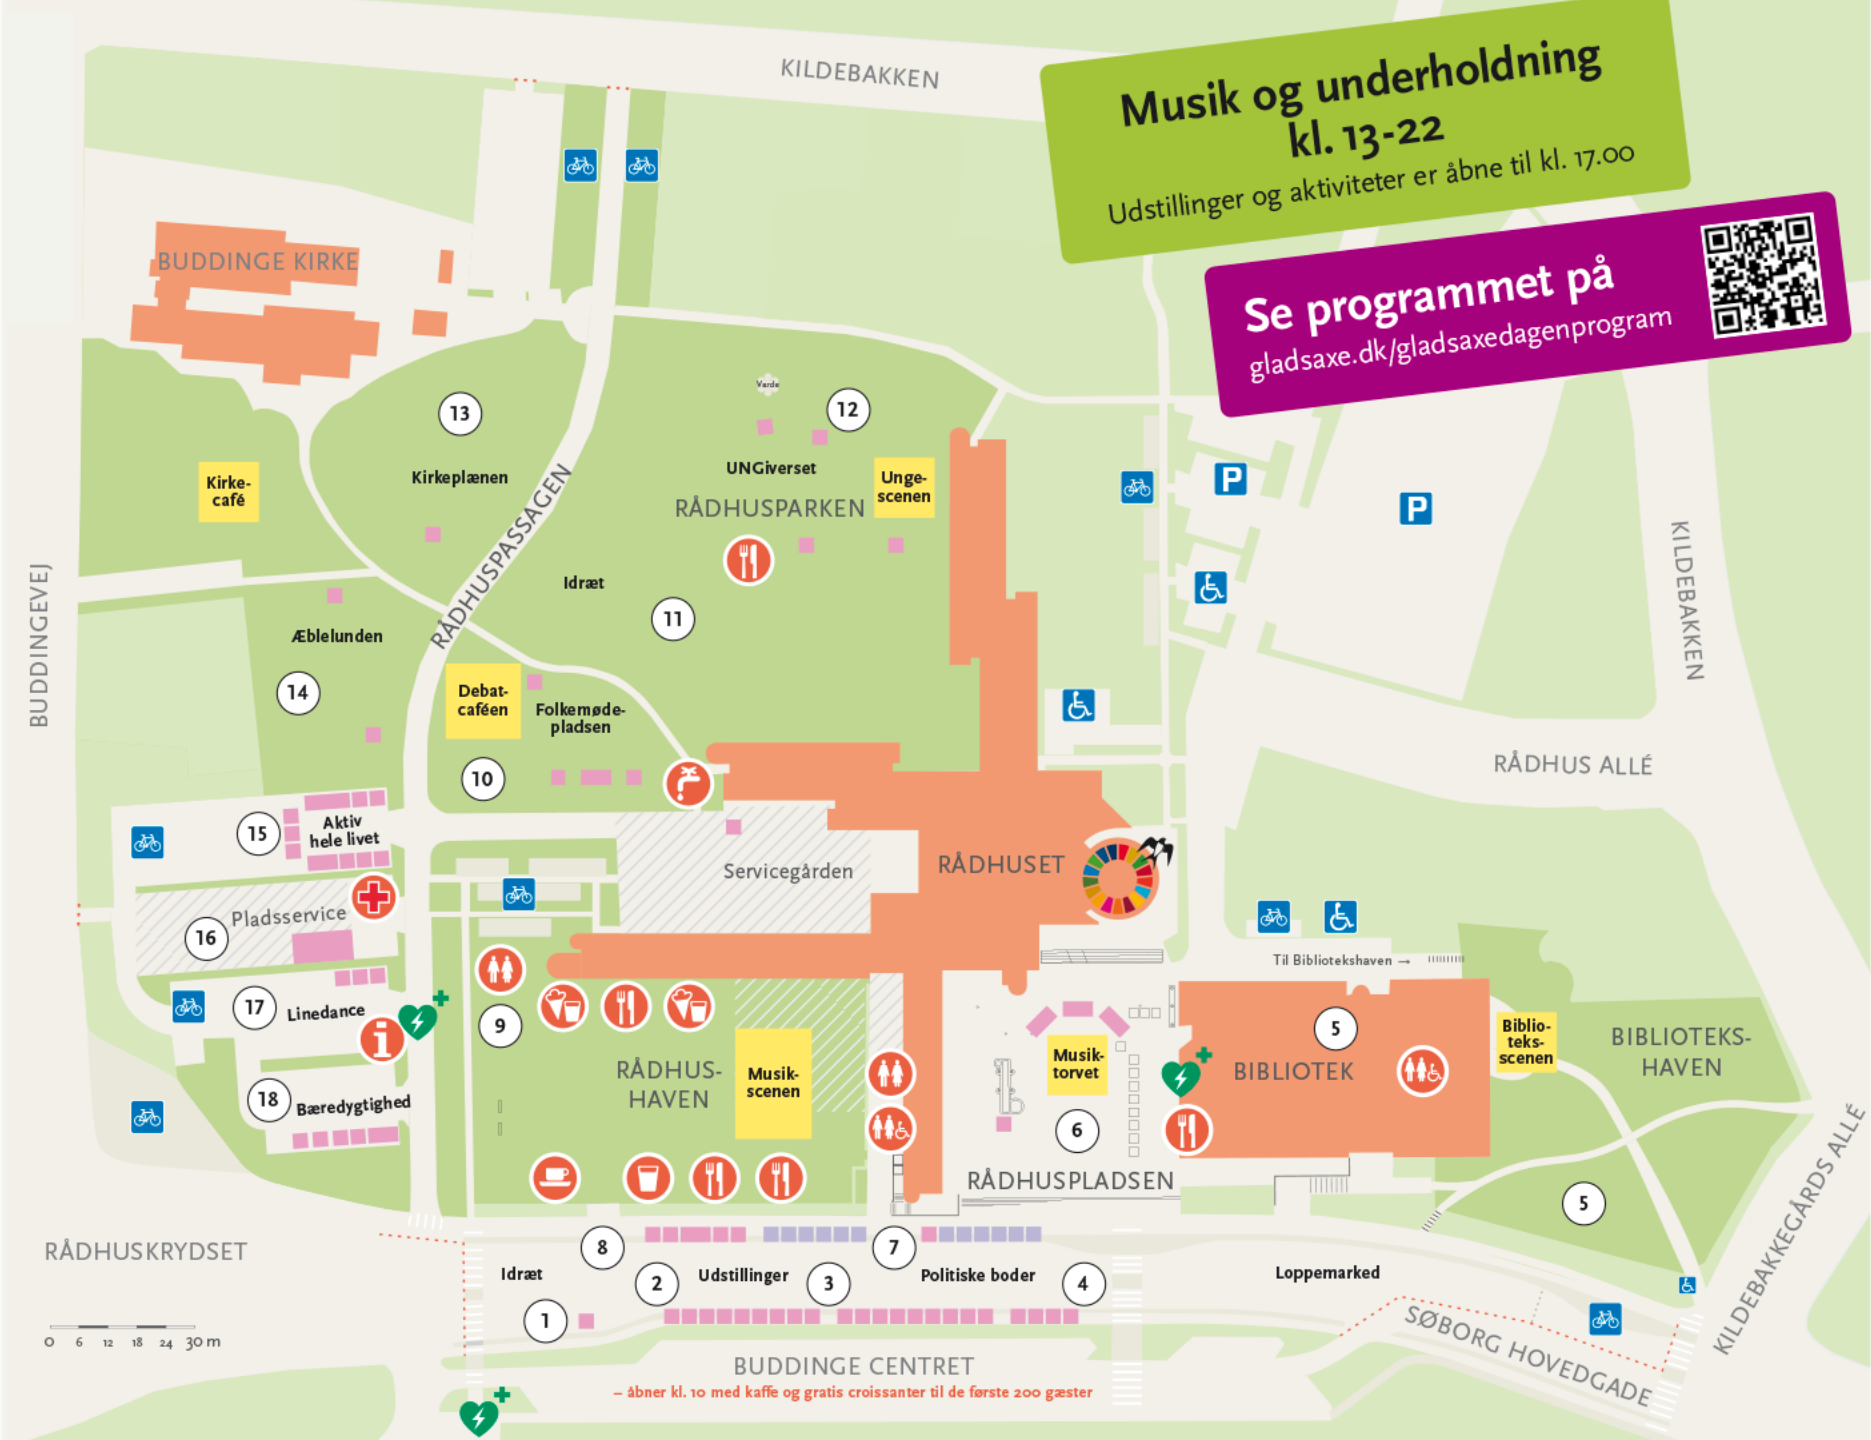 KILDEBAKKEN
Musik og underholdning
kl. 13-22
Udstillinger og aktiviteter er åbne til kl. 17.00
Se programmet på
gladsaxe.dk/gladsaxedagenprogram
BUDDINGE KIRKE
Varde
13
12
Kirkeplænen
UNGiverset
Kirke-
café
Unge-
scenen
RÅDHUSPARKEN
RÅDHUSPASSAGEN
P
P
KILDEBAKKEN
BUDDINGEVEJ
Idræt
11
Æblelunden
14
Debat-
caféen
Folkemøde-
pladsen
10
RÅDHUS ALLÉ
15
Aktiv
hele livet
Servicegården
RÅDHUSET
Pladsservice
16
Til Bibliotekshaven →
17
Linedance
i
9
5
Biblio-
teks-
scenen
BIBLIOTEKS-
HAVEN
RÅDHUS-
HAVEN
Musik-
scenen
Musik-
torvet
BIBLIOTEK
18
Bæredygtighed
6
RÅDHUSPLADSEN
5
KILDEBAKKEGÅRDS ALLÉ
RÅDHUSKRYDSET
8
7
Idræt
2
Udstillinger
3
Politiske boder
4
Loppemarked
1
SØBORG HOVEDGADE
0 6 12 18 24 30 m
BUDDINGE CENTRET
– åbner kl. 10 med kaffe og gratis croissanter til de første 200 gæster